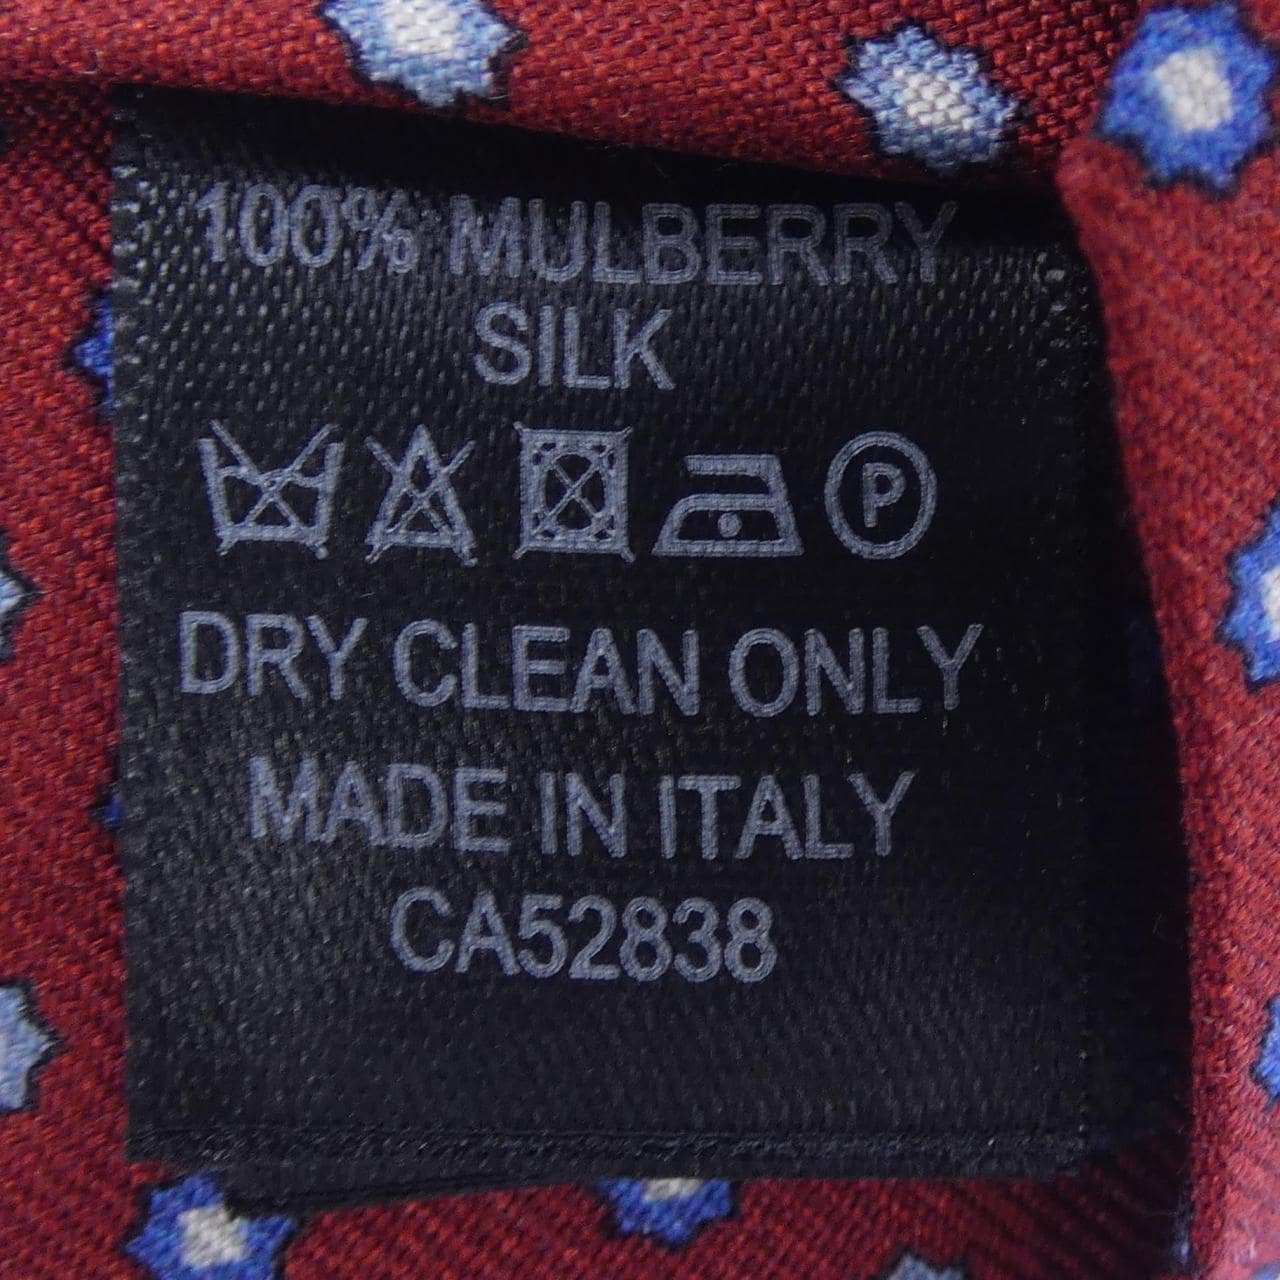 100% MULBERRY
SILK
P
DRY CLEAN ONLY
MADE IN ITALY
CA52838